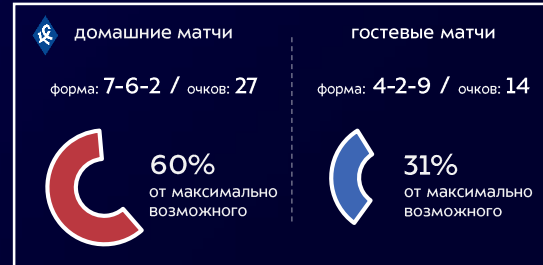 домашние матчи
форма: 7-6-2 / очков: 27
60%
от максимально
возможного
гостевые матчи
форма: 4-2-9 / очков: 14
31%
от максимально
возможного